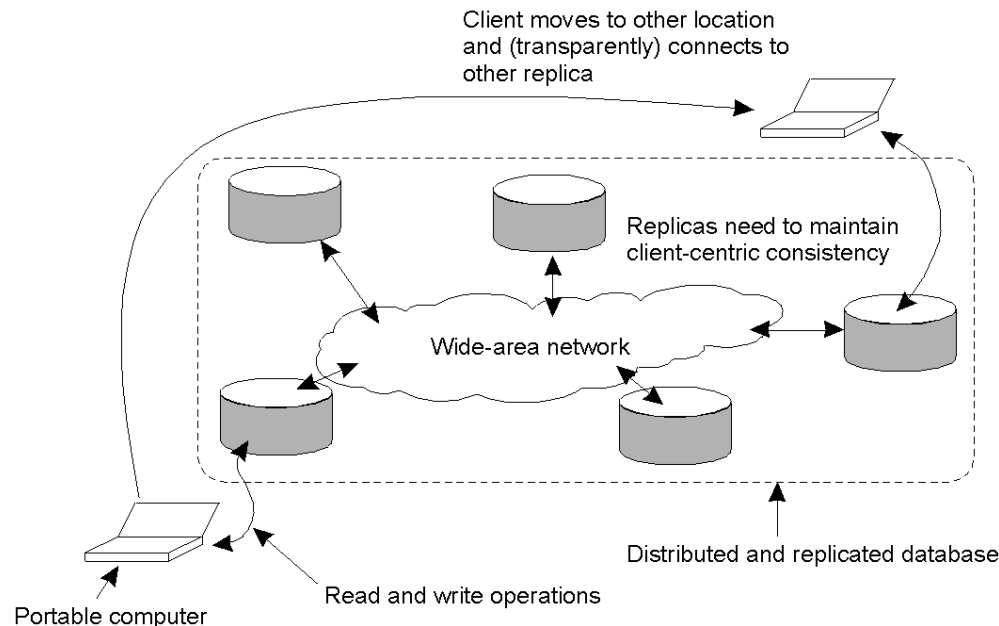 Client moves to other location
and (transparently) connects to
other replica
Replicas need to maintain
client-centric consistency
Wide-area network
Distributed and replicated database
Read and write operations
Portable computer